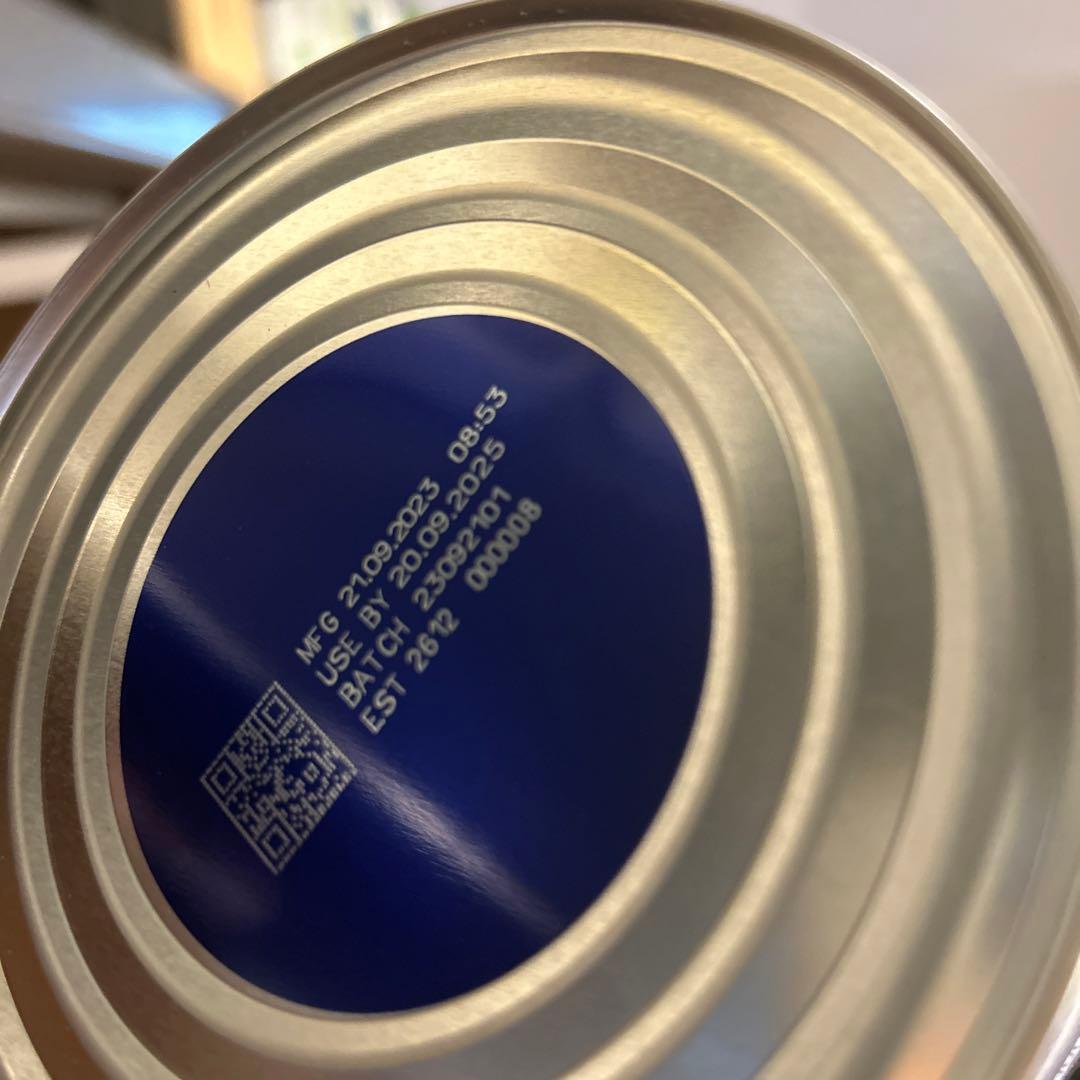 MFG 21.09.2023 08:53
USE BY 20.09.2025
BATCH 23092101
EST 2612 000008